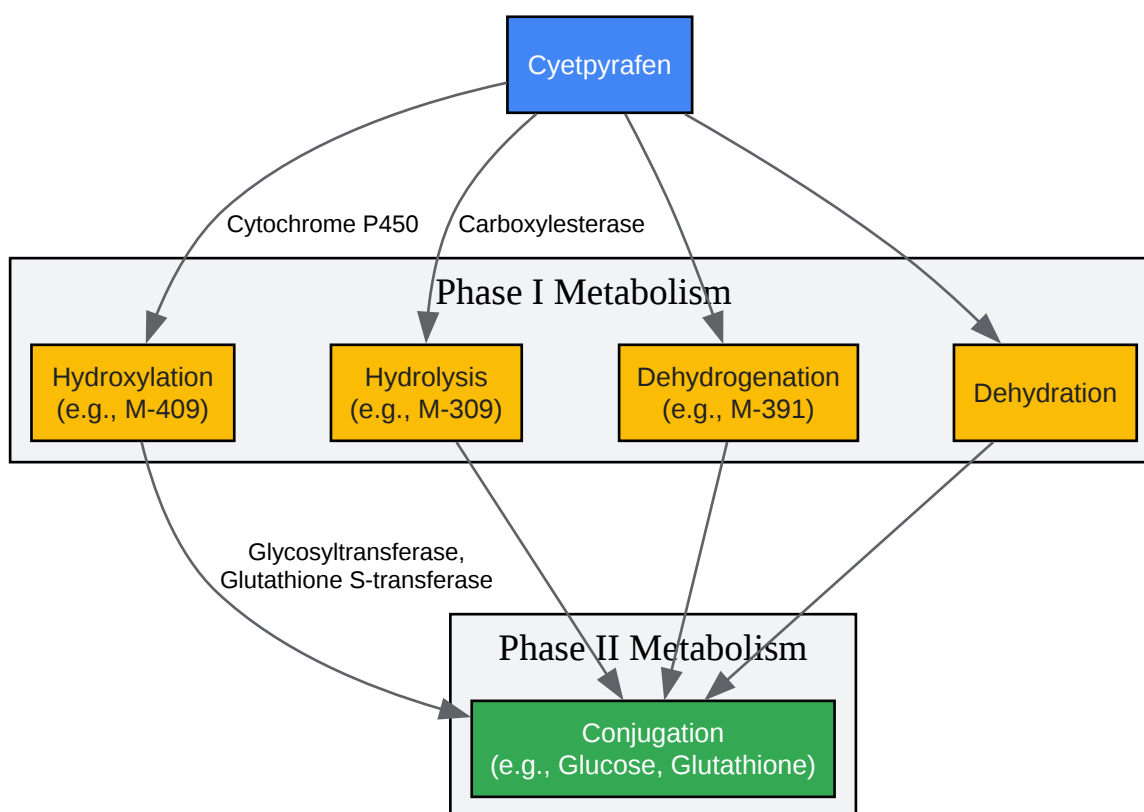 Cyetpyrafen
Cytochrome P450
Carboxylesterase
Phase I Metabolism
Hydroxylation
(e.g., M-409)
Hydrolysis
(e.g., M-309)
Dehydrogenation
(e.g., M-391)
Dehydration
Glycosyltransferase,
Glutathione S-transferase
Phase II Metabolism
Conjugation
(e.g., Glucose, Glutathione)